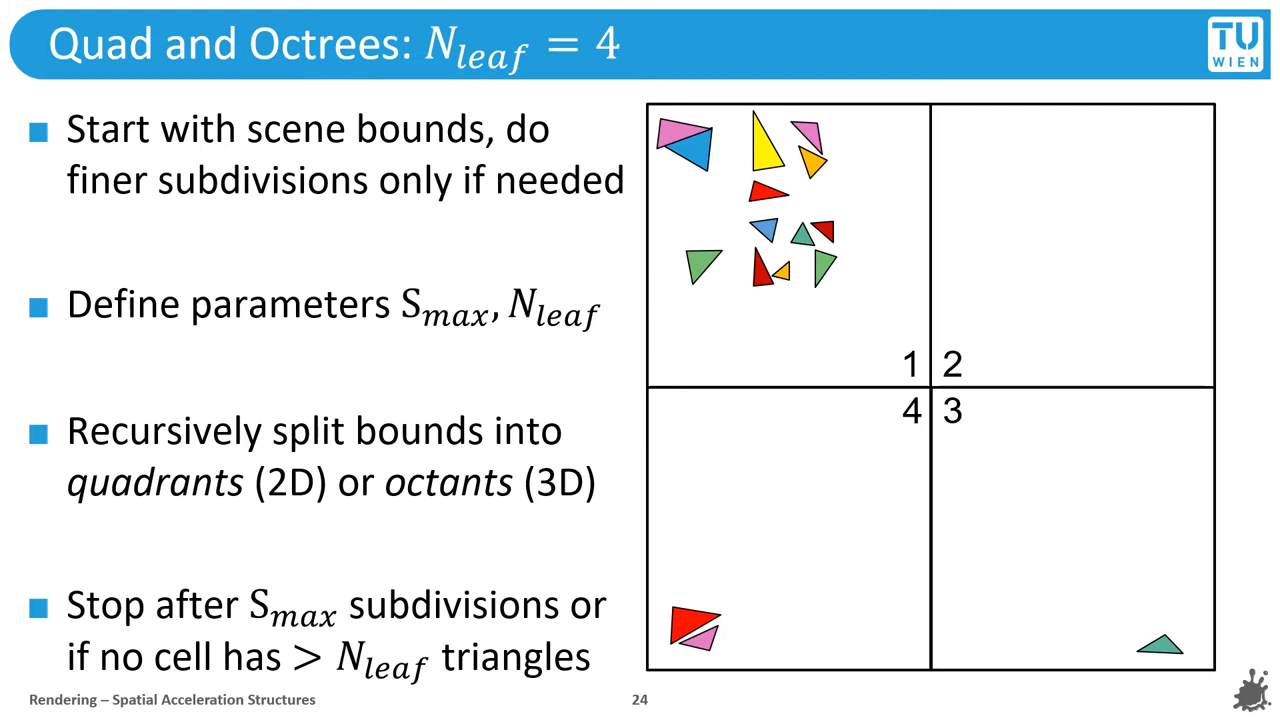 Quad and Octrees: N_leaf = 4
TU
WIEN
Start with scene bounds, do
finer subdivisions only if needed
Define parameters S_max, N_leaf
Recursively split bounds into
quadrants (2D) or octants (3D)
Stop after S_max subdivisions or
if no cell has > N_leaf triangles
1 2
4 3
Rendering – Spatial Acceleration Structures
24